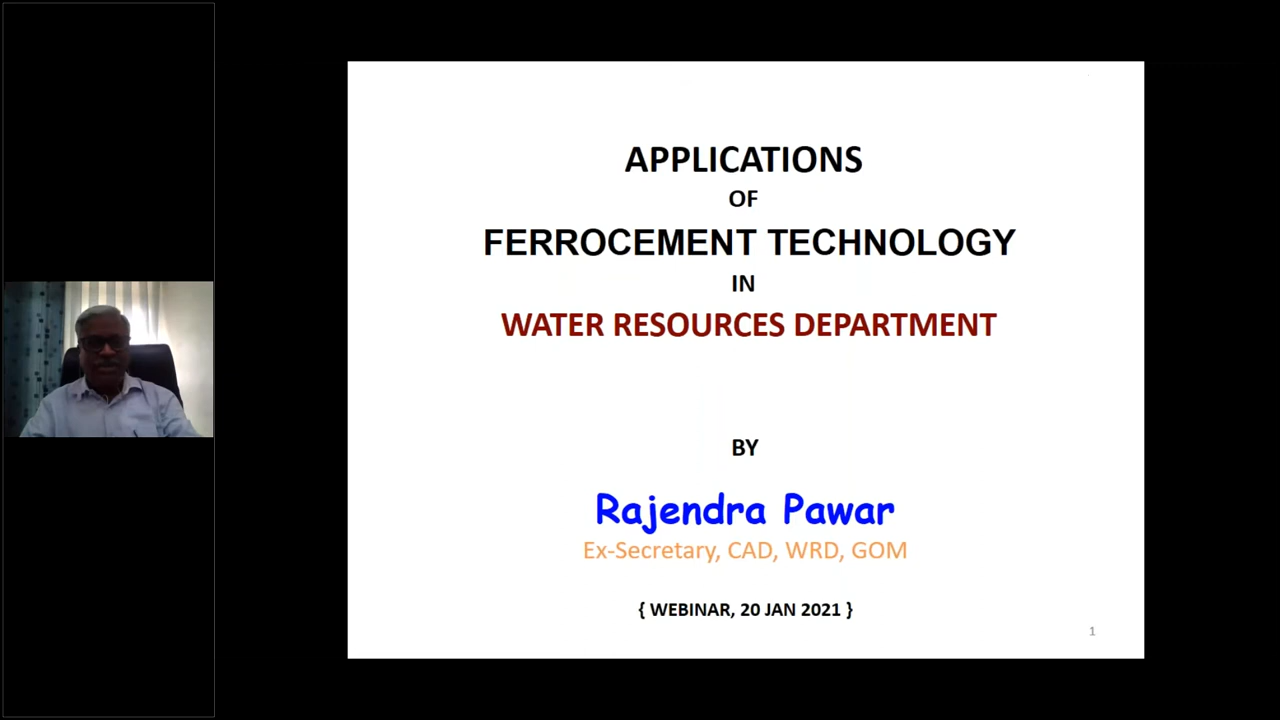 APPLICATIONS
OF
FERROCEMENT TECHNOLOGY
IN
WATER RESOURCES DEPARTMENT
BY
Rajendra Pawar
Ex-Secretary, CAD, WRD, GOM
{ WEBINAR, 20 JAN 2021 }
1